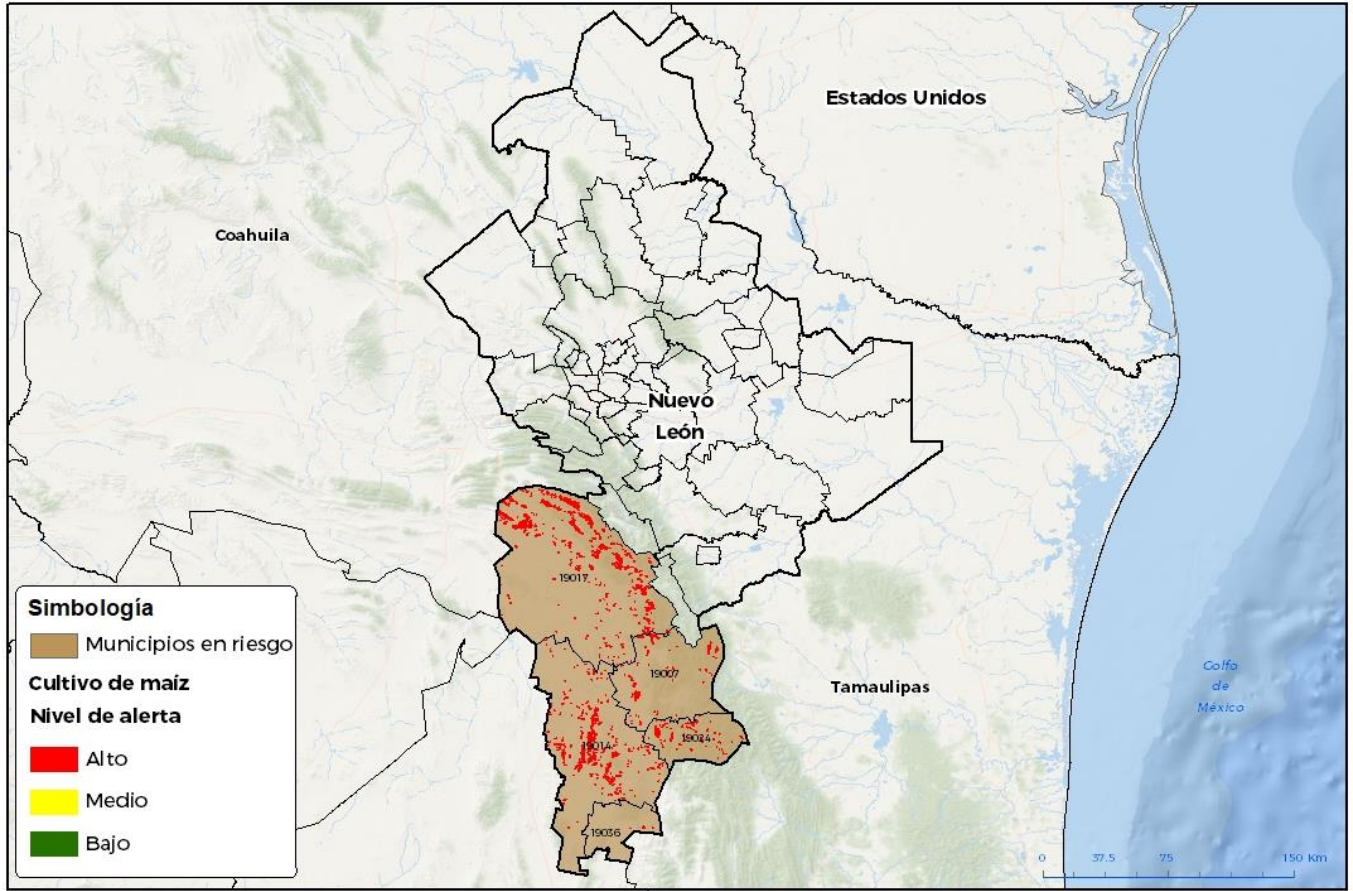 Estados Unidos
Coahuila
Nuevo
León
19017
19007
Tamaulipas
19014
19024
19036
Golfo
de
México
Simbología
Municipios en riesgo
Cultivo de maíz
Nivel de alerta
Alto
Medio
Bajo
0 37.5 75 150 Km